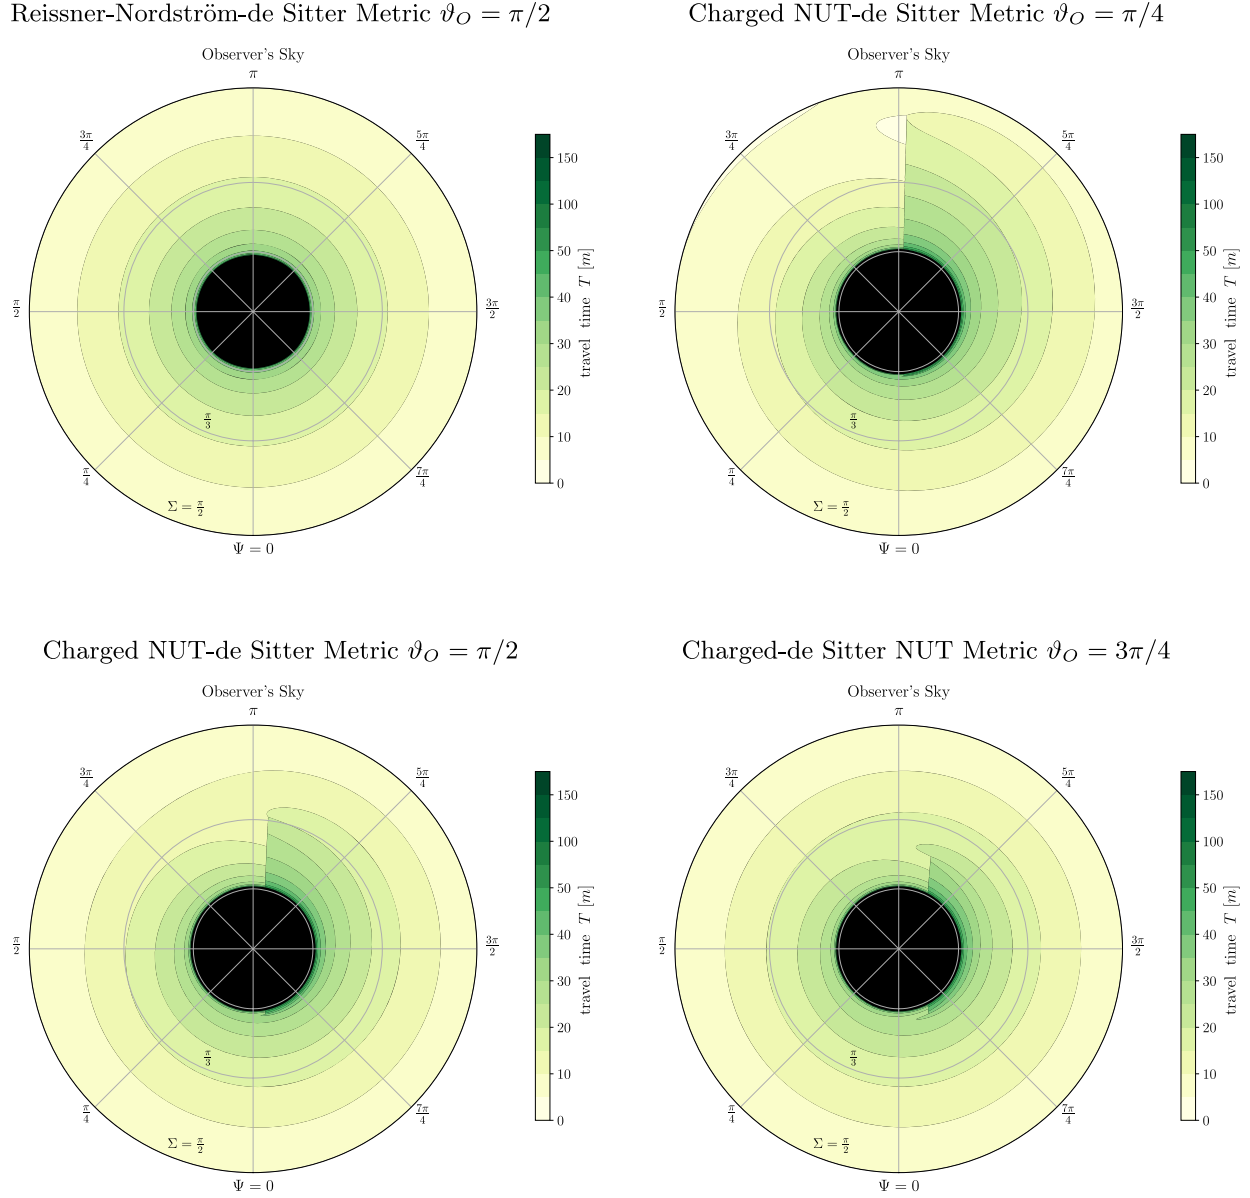 Reissner-Nordström-de Sitter Metric ϑ_O = π/2
Observer's Sky
π
3π/4
5π/4
π/2
3π/2
π/3
π/4
7π/4
Σ = π/2
Ψ = 0
150
100
50
40
30
20
10
0
travel time T [m]
Charged NUT-de Sitter Metric ϑ_O = π/4
Observer's Sky
π
3π/4
5π/4
π/2
3π/2
π/3
π/4
7π/4
Σ = π/2
Ψ = 0
150
100
50
40
30
20
10
0
travel time T [m]
Charged NUT-de Sitter Metric ϑ_O = π/2
Observer's Sky
π
3π/4
5π/4
π/2
3π/2
π/3
π/4
7π/4
Σ = π/2
Ψ = 0
150
100
50
40
30
20
10
0
travel time T [m]
Charged-de Sitter NUT Metric ϑ_O = 3π/4
Observer's Sky
π
3π/4
5π/4
π/2
3π/2
π/3
π/4
7π/4
Σ = π/2
Ψ = 0
150
100
50
40
30
20
10
0
travel time T [m]